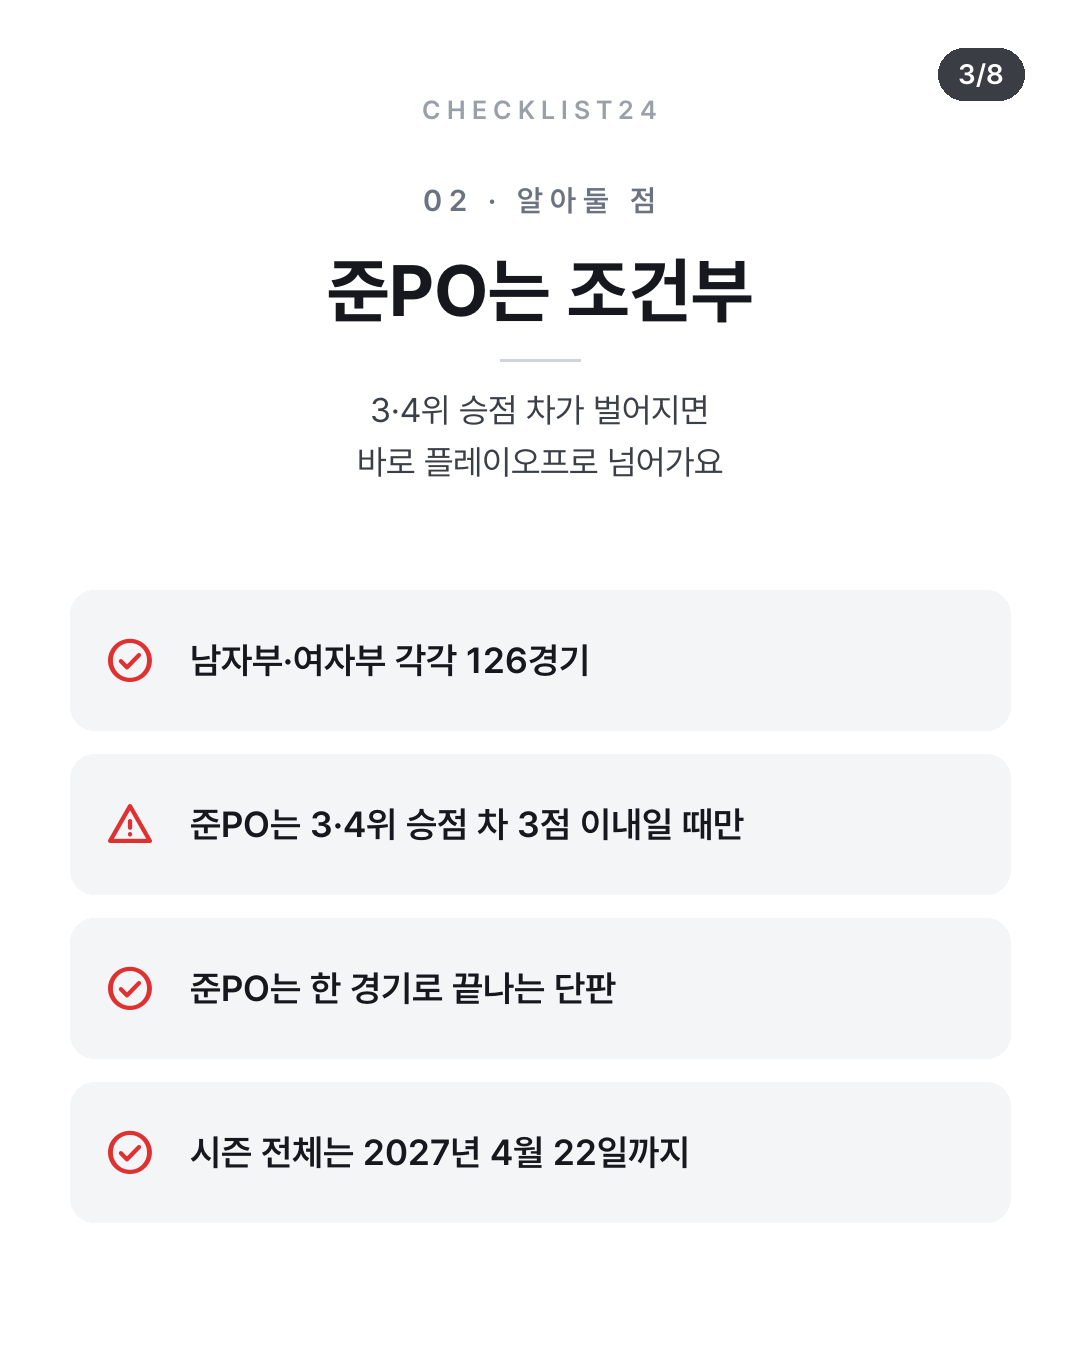 3/8
CHECKLIST24
02 · 알아둘 점
준PO는 조건부
3·4위 승점 차가 벌어지면
바로 플레이오프로 넘어가요
남자부·여자부 각각 126경기
준PO는 3·4위 승점 차 3점 이내일 때만
준PO는 한 경기로 끝나는 단판
시즌 전체는 2027년 4월 22일까지